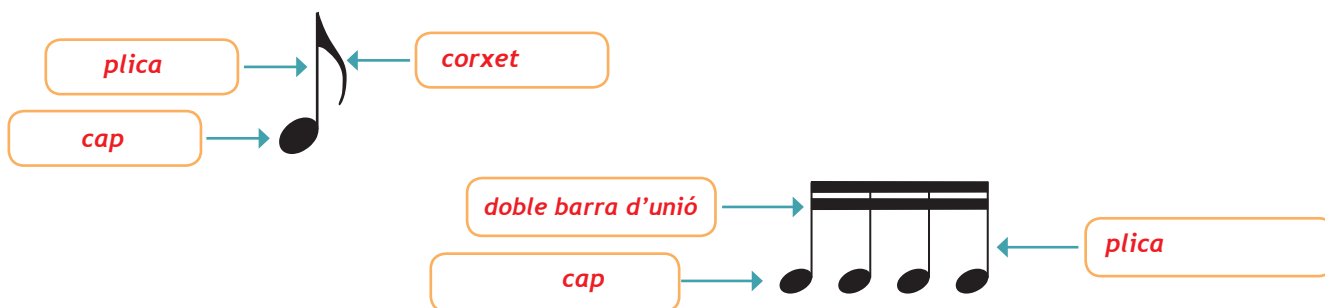 plica
corxet
cap
doble barra d’unió
plica
cap